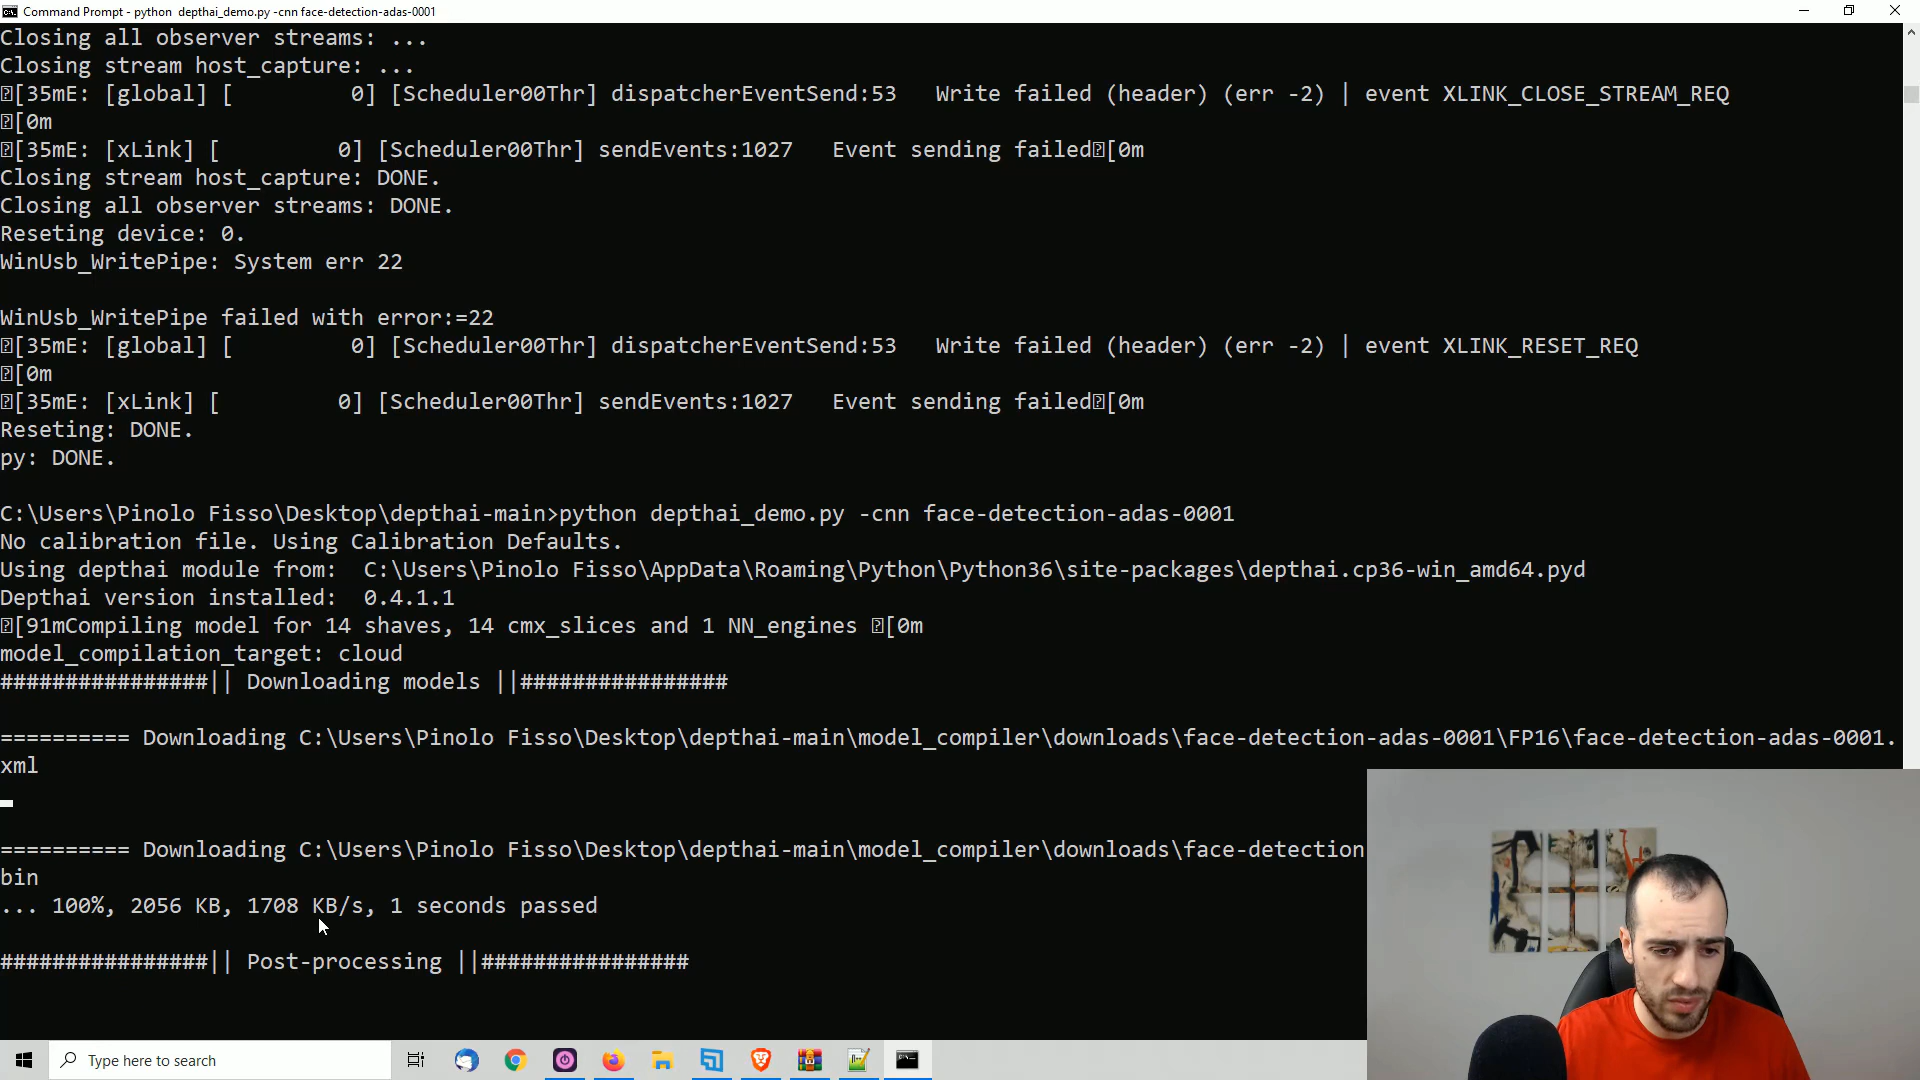 Command Prompt - python  depthai_demo.py -cnn face-detection-adas-0001
Closing all observer streams: ...
Closing stream host_capture: ...
[35mE: [global] [         0] [Scheduler00Thr] dispatcherEventSend:53   Write failed (header) (err -2) | event XLINK_CLOSE_STREAM_REQ
[0m
[35mE: [xLink] [         0] [Scheduler00Thr] sendEvents:1027   Event sending failed[0m
Closing stream host_capture: DONE.
Closing all observer streams: DONE.
Reseting device: 0.
WinUsb_WritePipe: System err 22
WinUsb_WritePipe failed with error:=22
[35mE: [global] [         0] [Scheduler00Thr] dispatcherEventSend:53   Write failed (header) (err -2) | event XLINK_RESET_REQ
[0m
[35mE: [xLink] [         0] [Scheduler00Thr] sendEvents:1027   Event sending failed[0m
Reseting: DONE.
py: DONE.
C:\Users\Pinolo Fisso\Desktop\depthai-main>python depthai_demo.py -cnn face-detection-adas-0001
No calibration file. Using Calibration Defaults.
Using depthai module from:  C:\Users\Pinolo Fisso\AppData\Roaming\Python\Python36\site-packages\depthai.cp36-win_amd64.pyd
Depthai version installed:  0.4.1.1
[91mCompiling model for 14 shaves, 14 cmx_slices and 1 NN_engines [0m
model_compilation_target: cloud
################|| Downloading models ||################
========== Downloading C:\Users\Pinolo Fisso\Desktop\depthai-main\model_compiler\downloads\face-detection-adas-0001\FP16\face-detection-adas-0001.
xml
========== Downloading C:\Users\Pinolo Fisso\Desktop\depthai-main\model_compiler\downloads\face-detection
bin
... 100%, 2056 KB, 1708 KB/s, 1 seconds passed
################|| Post-processing ||################
Type here to search